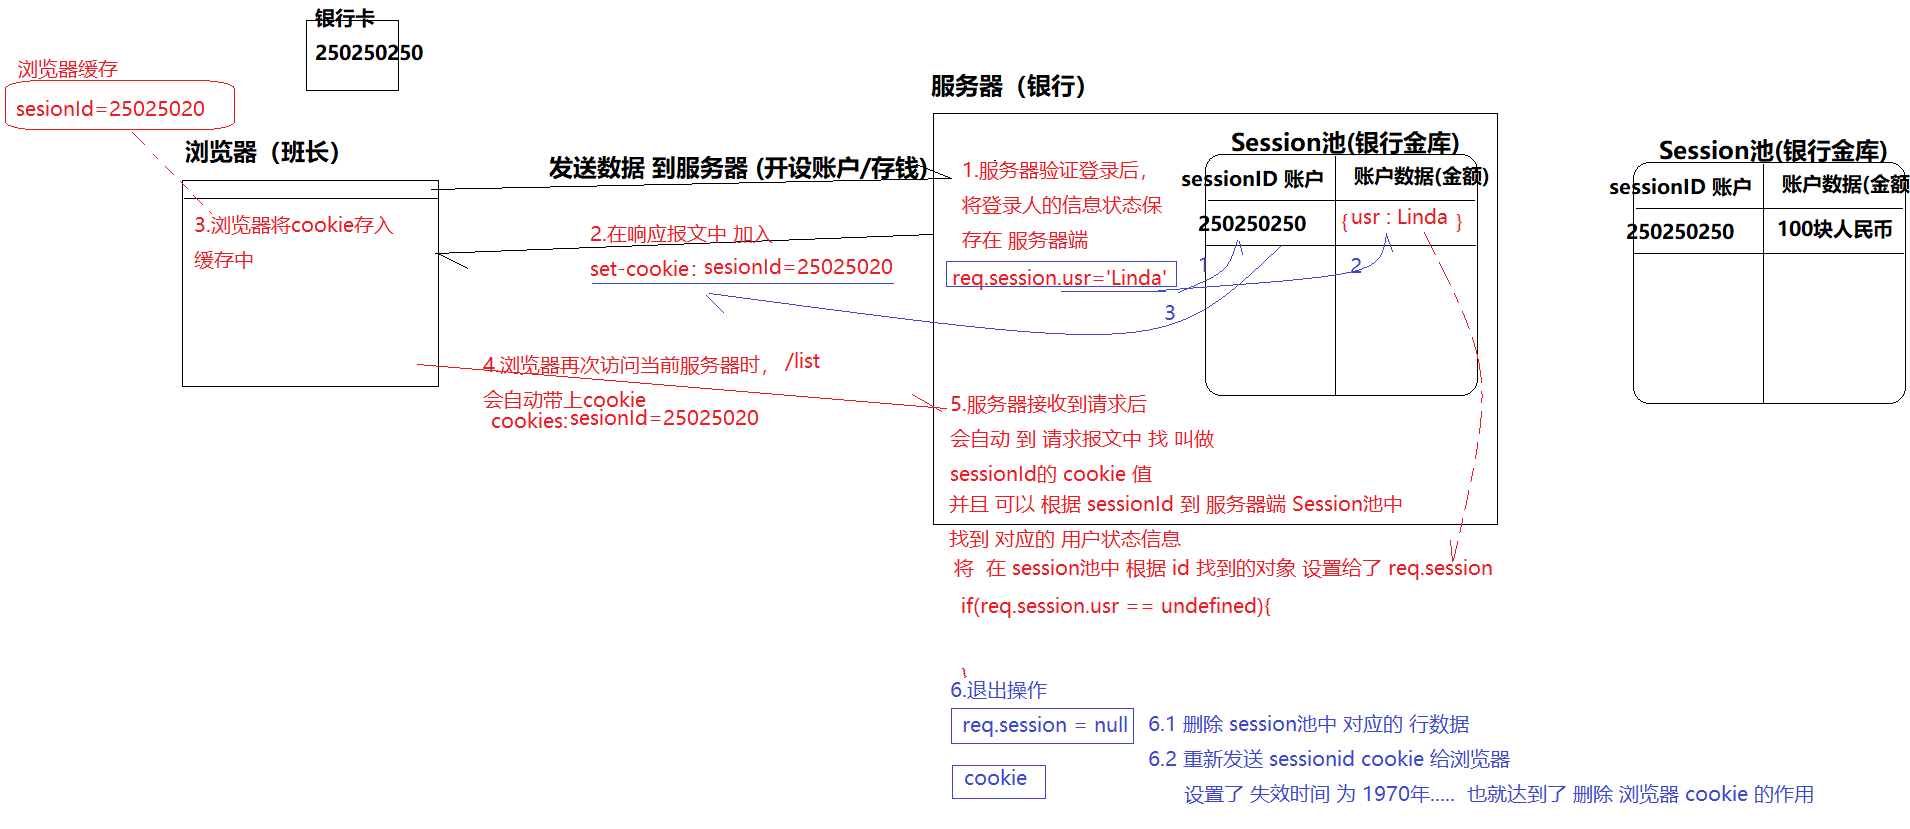 银行卡
250250250
浏览器缓存
sesionId=25025020
浏览器（班长）
3.浏览器将cookie存入
缓存中
发送数据 到服务器 (开设账户/存钱)
2.在响应报文中 加入
set-cookie: sesionId=25025020
4.浏览器再次访问当前服务器时， /list
会自动带上cookie
cookies:sesionId=25025020
服务器（银行）
1.服务器验证登录后，
将登录人的信息状态保
存在 服务器端
req.session.usr='Linda'
Session池(银行金库)
sessionID 账户 账户数据(金额)
250250250 { usr : Linda }
1
2
3
5.服务器接收到请求后
会自动 到 请求报文中 找 叫做
sessionId的 cookie 值
并且 可以 根据 sessionId 到 服务器端 Session池中
找到 对应的 用户状态信息
将 在 session池中 根据 id 找到的对象 设置给了 req.session
if(req.session.usr == undefined){
}
6.退出操作
req.session = null
6.1 删除 session池中 对应的 行数据
6.2 重新发送 sessionid cookie 给浏览器
cookie
设置了 失效时间 为 1970年..... 也就达到了 删除 浏览器 cookie 的作用
Session池(银行金库)
sessionID 账户 账户数据(金额
250250250 100块人民币